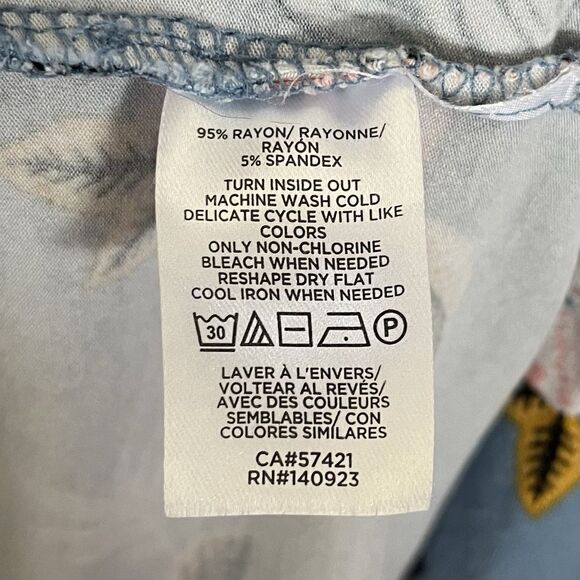 95% RAYON/ RAYONNE/
RAYÓN
5% SPANDEX
TURN INSIDE OUT
MACHINE WASH COLD
DELICATE CYCLE WITH LIKE
COLORS
ONLY NON-CHLORINE
BLEACH WHEN NEEDED
RESHAPE DRY FLAT
COOL IRON WHEN NEEDED
30 P
LAVER À L'ENVERS/
VOLTEAR AL REVÉS/
AVEC DES COULEURS
SEMBLABLES/ CON
COLORES SIMILARES
CA#57421
RN#140923